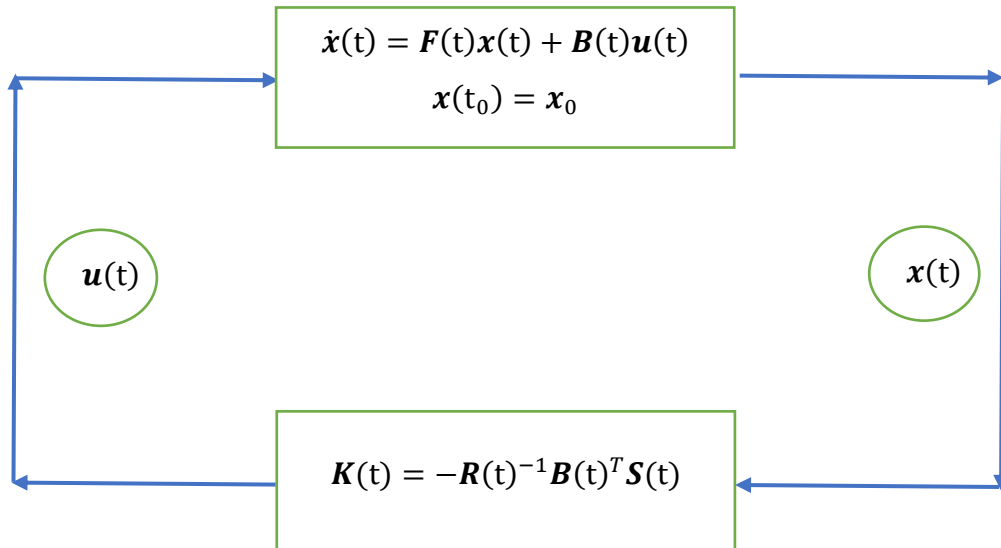 ẋ(t) = F(t)x(t) + B(t)u(t)
x(t₀) = x₀
u(t)
x(t)
K(t) = −R(t)⁻¹B(t)ᵀS(t)